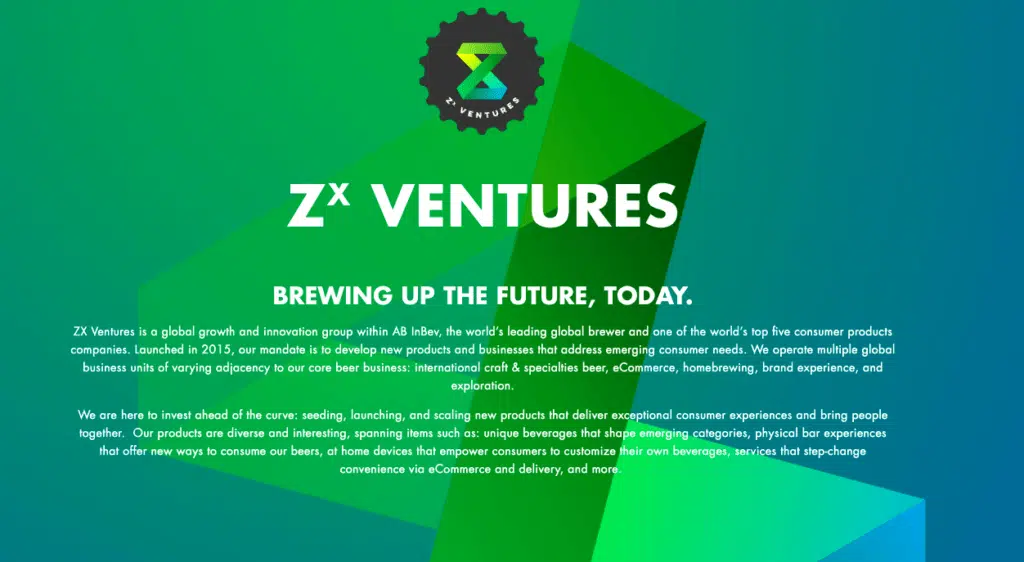 Zˣ VENTURES
Zˣ VENTURES
BREWING UP THE FUTURE, TODAY.
ZX Ventures is a global growth and innovation group within AB InBev, the world's leading global brewer and one of the world's top five consumer products
companies. Launched in 2015, our mandate is to develop new products and businesses that address emerging consumer needs. We operate multiple global
business units of varying adjacency to our core beer business: international craft & specialties beer, eCommerce, homebrewing, brand experience, and
exploration.
We are here to invest ahead of the curve: seeding, launching, and scaling new products that deliver exceptional consumer experiences and bring people
together.  Our products are diverse and interesting, spanning items such as: unique beverages that shape emerging categories, physical bar experiences
that offer new ways to consume our beers, at home devices that empower consumers to customize their own beverages, services that step-change
convenience via eCommerce and delivery, and more.